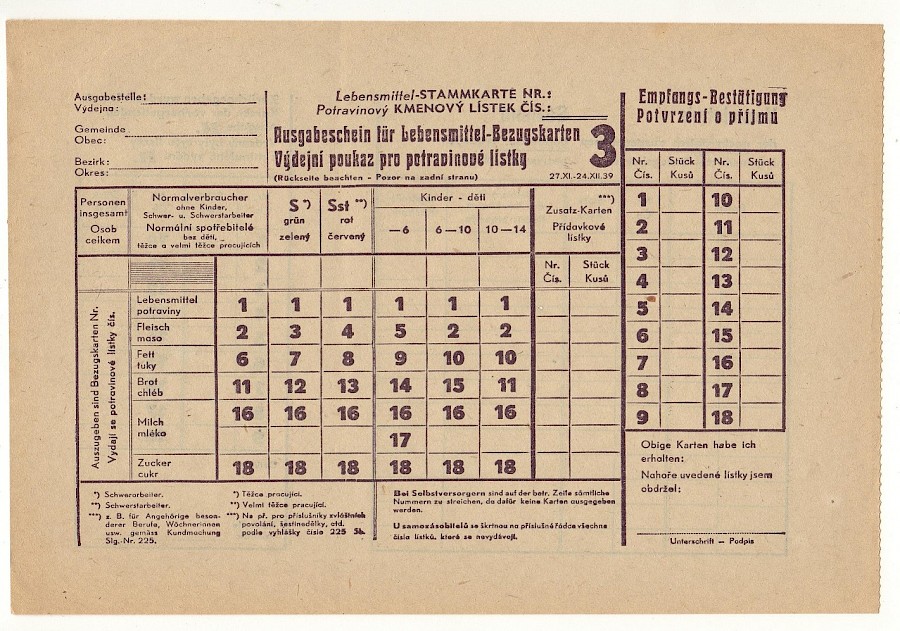 Ausgabestelle:
Výdejna:
Gemeinde
Obec:
Bezirk:
Okres:
Lebensmittel-STAMMKARTE NR.:
Potravinový KMENOVÝ LÍSTEK ČÍS.:
Ausgabeschein für Lebensmittel-Bezugskarten
Výdejní poukaz pro potravinové lístky
3
(Rückseite beachten - Pozor na zadní stranu)
27.XI.-24.XII.39
Personen insgesamt
Osob celkem
Normalverbraucher
ohne Kinder,
Schwer- u. Schwerstarbeiter
Normální spotřebitelé
bez dětí,
těžce a velmi těžce pracujících
S *)
grün
zelený
Sst **)
rot
červený
Kinder - děti
—6
6—10
10—14
***)
Zusatz-Karten
Přídavkové
lístky
Nr. Stück
Čís. Kusů
Auszugeben sind Bezugskarten Nr.
Vydají se potravinové lístky čís.
Lebensmittel
potraviny
1 1 1 1 1 1
Fleisch
maso
2 3 4 5 2 2
Fett
tuky
6 7 8 9 10 10
Brot
chléb
11 12 13 14 15 11
Milch
mléko
16 16 16 16 16 16
17
Zucker
cukr
18 18 18 18 18 18
*) Schwerarbeiter.
**) Schwerstarbeiter.
***) z. B. für Angehörige beson-
derer Berufe, Wöchnerinnen
usw. gemäss Kundmachung
Slg.-Nr. 225.
*) Těžce pracující.
**) Velmi těžce pracující.
***) Na př. pro příslušníky zvláštních
povolání, šestinedělky, atd.
podle vyhlášky číslo 225 Sb.
Bei Selbstversorgern sind auf der betr. Zeile sämtliche
Nummern zu streichen, da dafür keine Karten ausgegeben
werden.
U samozásobitelů se škrtnou na příslušné řádce všechna
čísla lístků, které se nevydávají.
Empfangs-Bestätigung
Potvrzení o příjmu
Nr. Stück Nr. Stück
Čís. Kusů Čís. Kusů
1 10
2 11
3 12
4 13
5 14
6 15
7 16
8 17
9 18
Obige Karten habe ich
erhalten:
Nahoře uvedené lístky jsem
obdržel:
Unterschrift — Podpis